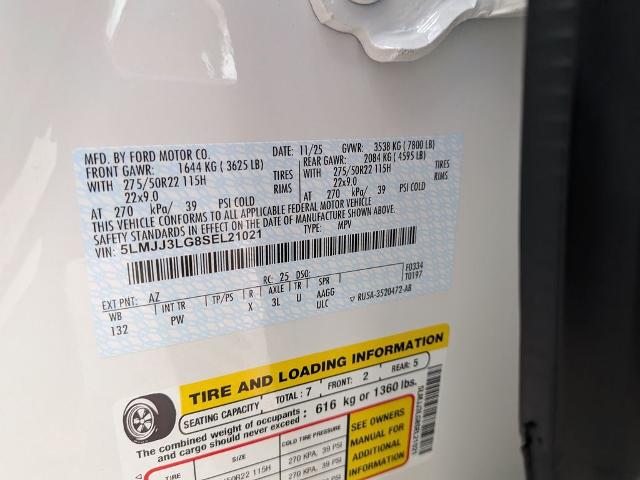 MFD. BY FORD MOTOR CO. DATE: 11/25 GVWR: 3538 KG ( 7800 LB)
FRONT GAWR: 1644 KG ( 3625 LB) REAR GAWR: 2084 KG ( 4595 LB)
WITH 275/50R22 115H TIRES WITH 275/50R22 115H TIRES
22x9.0 RIMS 22x9.0 RIMS
AT 270 kPa/ 39 PSI COLD AT 270 kPa/ 39 PSI COLD
THIS VEHICLE CONFORMS TO ALL APPLICABLE FEDERAL MOTOR VEHICLE
SAFETY STANDARDS IN EFFECT ON THE DATE OF MANUFACTURE SHOWN ABOVE.
VIN: 5LMJJ3LG8SEL21021 TYPE: MPV
F0334
T0197
EXT PNT: AZ RC: 25 DSO:
WB INT TR TP/PS R AXLE TR SPR
132 PW X 3L U AAGG
ULC ▽ RU5A-3520472-AB
TIRE AND LOADING INFORMATION
SEATING CAPACITY TOTAL: 7 FRONT: 2 REAR: 5
The combined weight of occupants
and cargo should never exceed : 616 kg or 1360 lbs.
TIRE SIZE COLD TIRE PRESSURE
270 KPA, 39 PSI
270 KPA, 39 PSI
SEE OWNERS
MANUAL FOR
ADDITIONAL
INFORMATION
5LMJJ3LG8SEL21021